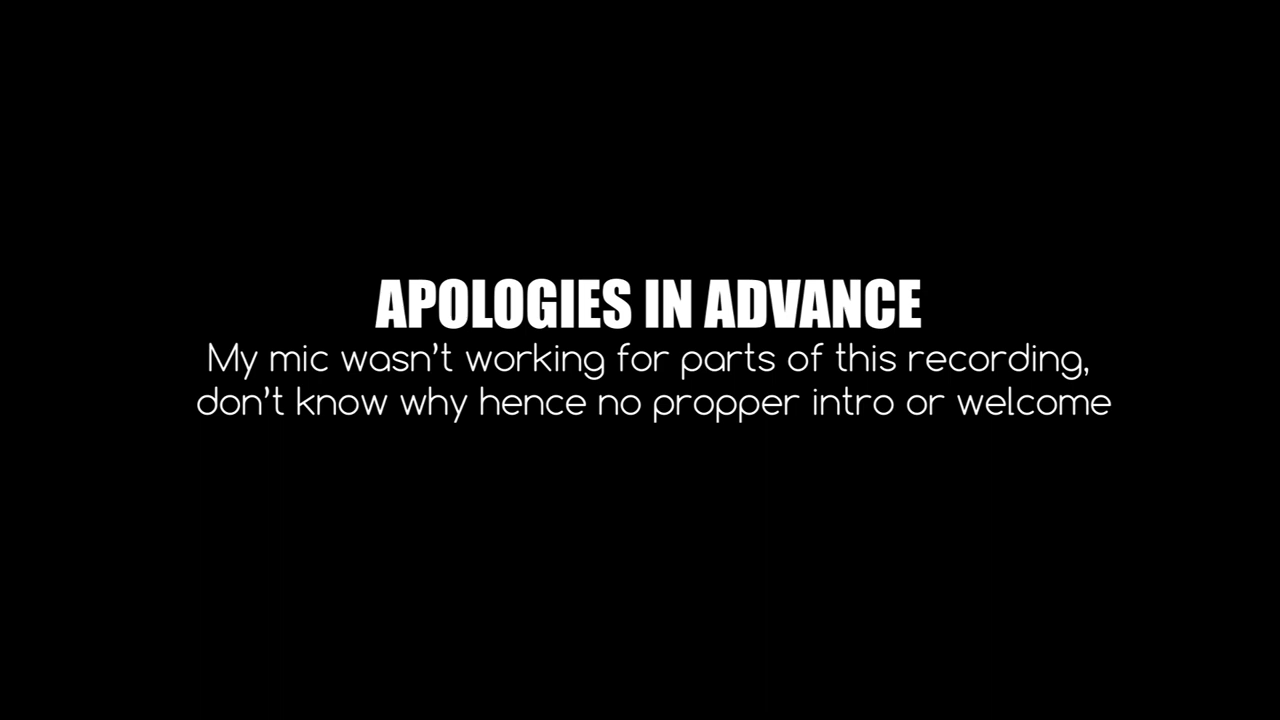 APOLOGIES IN ADVANCE
My mic wasn't working for parts of this recording,
don't know why hence no propper intro or welcome